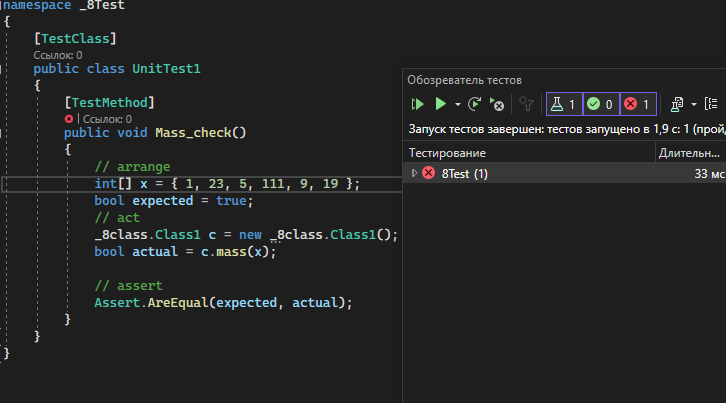 namespace _8Test
{
[TestClass]
Ссылок: 0
public class UnitTest1
{
[TestMethod]
| Ссылок: 0
public void Mass_check()
{
// arrange
int[] x = { 1, 23, 5, 111, 9, 19 };
bool expected = true;
// act
_8class.Class1 c = new _8class.Class1();
bool actual = c.mass(x);
// assert
Assert.AreEqual(expected, actual);
}
}
}
Обозреватель тестов
1 0 1
Запуск тестов завершен: тестов запущено в 1,9 с: 1 (прой
Тестирование Длительн...
8Test (1) 33 мс